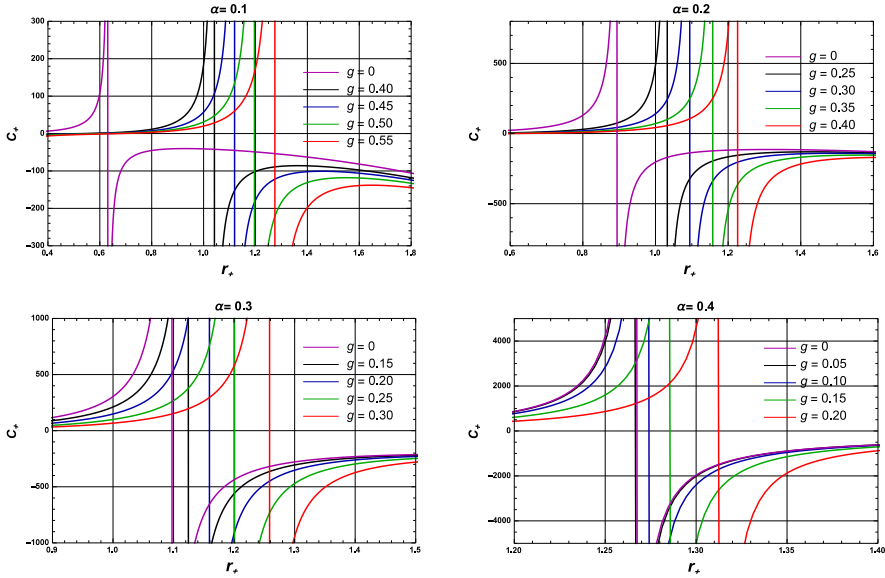 α= 0.1
300
200
100
0
−100
−200
−300
0.4 0.6 0.8 1.0 1.2 1.4 1.6 1.8
C₊
r₊
g = 0
g = 0.40
g = 0.45
g = 0.50
g = 0.55
α= 0.2
500
0
−500
0.6 0.8 1.0 1.2 1.4 1.6
C₊
r₊
g = 0
g = 0.25
g = 0.30
g = 0.35
g = 0.40
α= 0.3
1000
500
0
−500
−1000
0.9 1.0 1.1 1.2 1.3 1.4 1.5
C₊
r₊
g = 0
g = 0.15
g = 0.20
g = 0.25
g = 0.30
α= 0.4
4000
2000
0
−2000
−4000
1.20 1.25 1.30 1.35 1.40
C₊
r₊
g = 0
g = 0.05
g = 0.10
g = 0.15
g = 0.20